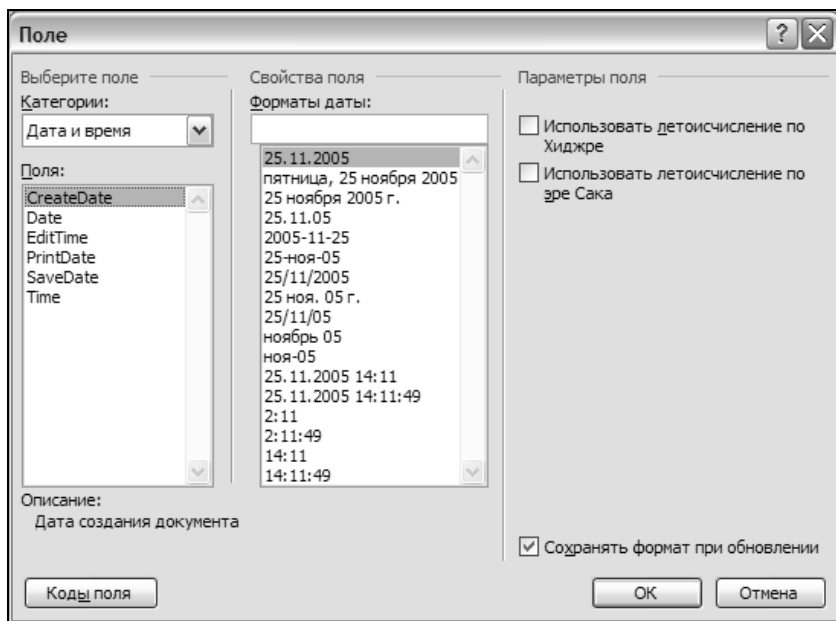 Поле
Выберите поле
Категории:
Дата и время
Поля:
CreateDate
Date
EditTime
PrintDate
SaveDate
Time
Описание:
Дата создания документа
Свойства поля
Форматы даты:
25.11.2005
пятница, 25 ноября 2005
25 ноября 2005 г.
25.11.05
2005-11-25
25-ноя-05
25/11/2005
25 ноя. 05 г.
25/11/05
ноябрь 05
ноя-05
25.11.2005 14:11
25.11.2005 14:11:49
2:11
2:11:49
14:11
14:11:49
Параметры поля
Использовать летоисчисление по
Хиджре
Использовать летоисчисление по
эре Сака
Сохранять формат при обновлении
Коды поля
ОК
Отмена